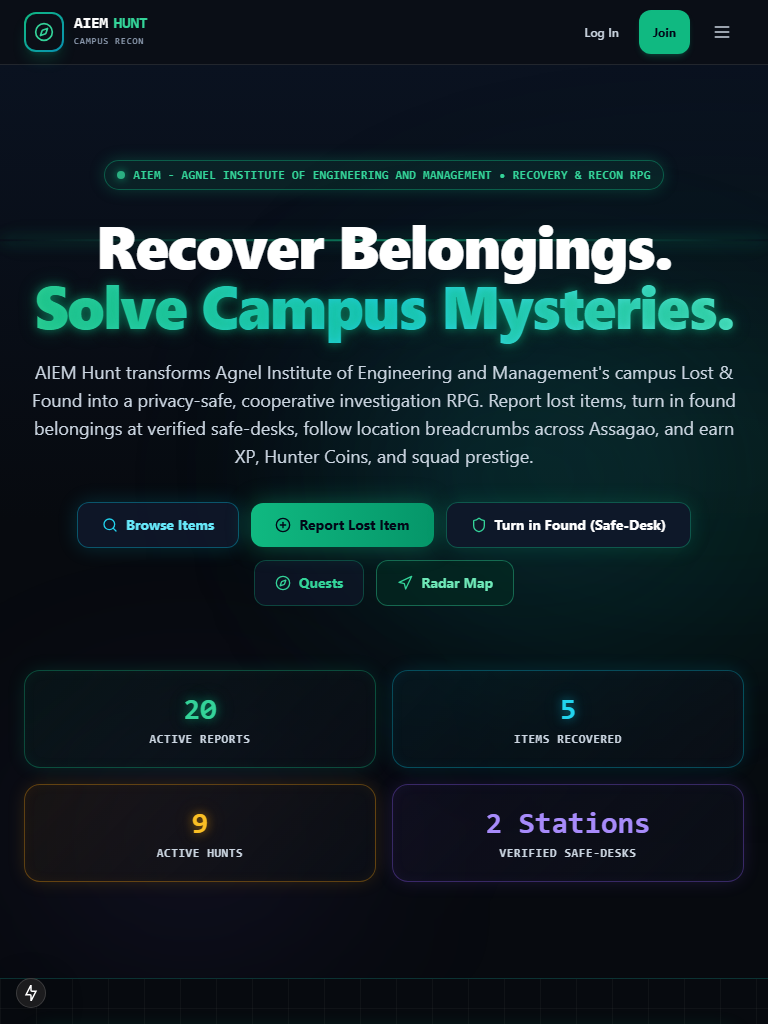 AIEM HUNT
CAMPUS RECON
Log In
Join
AIEM - AGNEL INSTITUTE OF ENGINEERING AND MANAGEMENT • RECOVERY & RECON RPG
Recover Belongings.
Solve Campus Mysteries.
AIEM Hunt transforms Agnel Institute of Engineering and Management's campus Lost &
Found into a privacy-safe, cooperative investigation RPG. Report lost items, turn in found
belongings at verified safe-desks, follow location breadcrumbs across Assagao, and earn
XP, Hunter Coins, and squad prestige.
Browse Items
Report Lost Item
Turn in Found (Safe-Desk)
Quests
Radar Map
20
ACTIVE REPORTS
5
ITEMS RECOVERED
9
ACTIVE HUNTS
2 Stations
VERIFIED SAFE-DESKS